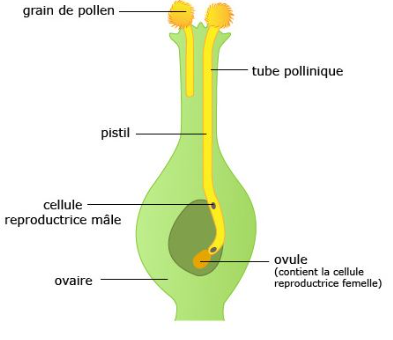 grain de pollen
tube pollinique
pistil
cellule
reproductrice mâle
ovule
(contient la cellule
reproductrice femelle)
ovaire